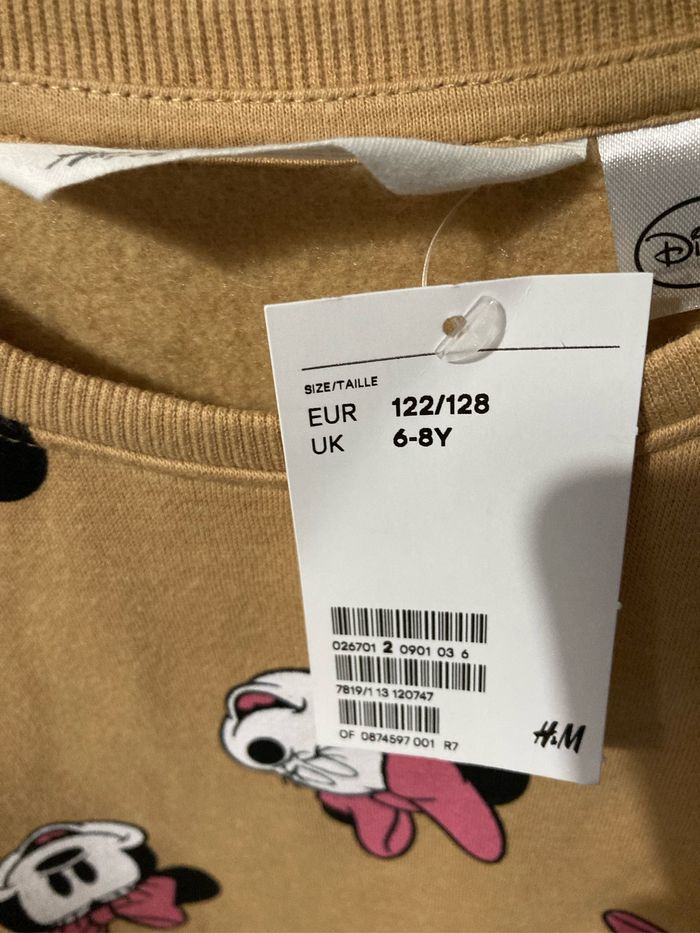 SIZE/TAILLE
EUR 122/128
UK 6-8Y
026701 2 0901 03 6
7819/1 13 120747
OF 0874597 001 R7
H&M